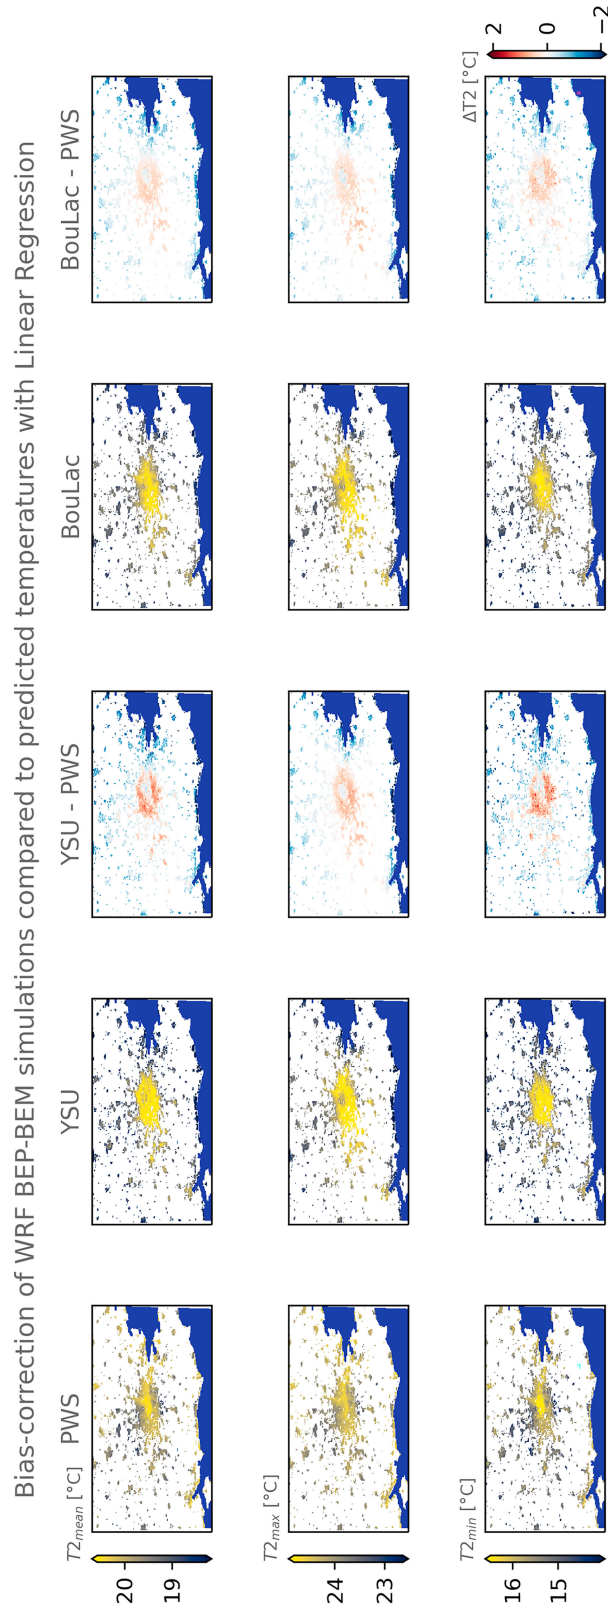 Bias-correction of WRF BEP-BEM simulations compared to predicted temperatures with Linear Regression
PWS
YSU
YSU - PWS
BouLac
BouLac - PWS
T2mean [°C]
20
19
T2max [°C]
24
23
T2min [°C]
16
15
ΔT2 [°C]
2
0
−2